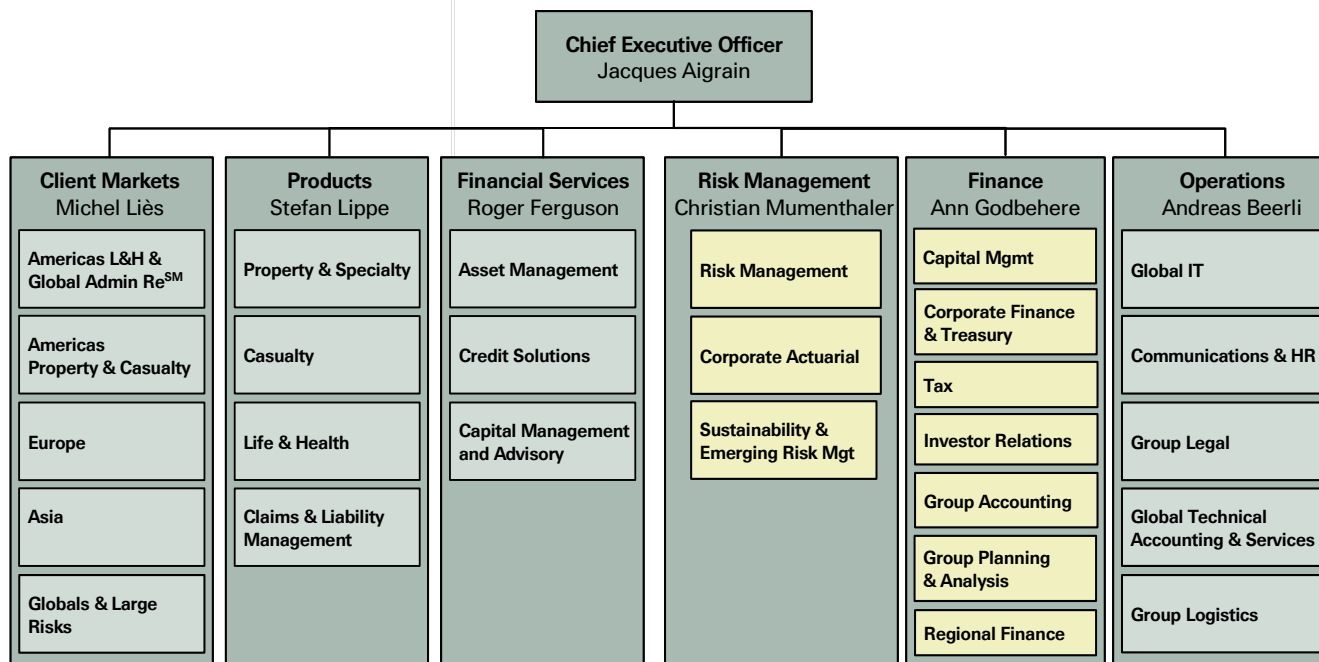 Chief Executive Officer
Jacques Aigrain
Client Markets
Michel Liès
Americas L&H &
Global Admin Re℠
Americas
Property & Casualty
Europe
Asia
Globals & Large
Risks
Products
Stefan Lippe
Property & Specialty
Casualty
Life & Health
Claims & Liability
Management
Financial Services
Roger Ferguson
Asset Management
Credit Solutions
Capital Management
and Advisory
Risk Management
Christian Mumenthaler
Risk Management
Corporate Actuarial
Sustainability &
Emerging Risk Mgt
Finance
Ann Godbehere
Capital Mgmt
Corporate Finance
& Treasury
Tax
Investor Relations
Group Accounting
Group Planning
& Analysis
Regional Finance
Operations
Andreas Beerli
Global IT
Communications & HR
Group Legal
Global Technical
Accounting & Services
Group Logistics